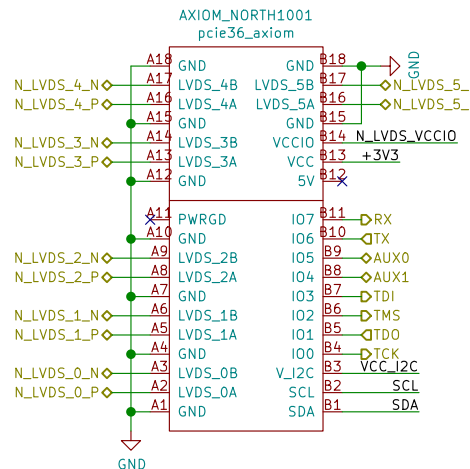 AXIOM_NORTH1001
pcie36_axiom
A18 GND GND B18 GND
N_LVDS_4_N A17 LVDS_4B LVDS_5B B17 N_LVDS_5_
N_LVDS_4_P A16 LVDS_4A LVDS_5A B16 N_LVDS_5_
A15 GND GND B15
N_LVDS_3_N A14 LVDS_3B VCCIO B14 N_LVDS_VCCIO
N_LVDS_3_P A13 LVDS_3A VCC B13 +3V3
A12 GND 5V B12
A11 PWRGD IO7 B11 RX
A10 GND IO6 B10 TX
N_LVDS_2_N A9 LVDS_2B IO5 B9 AUX0
N_LVDS_2_P A8 LVDS_2A IO4 B8 AUX1
A7 GND IO3 B7 TDI
N_LVDS_1_N A6 LVDS_1B IO2 B6 TMS
N_LVDS_1_P A5 LVDS_1A IO1 B5 TDO
A4 GND IO0 B4 TCK
N_LVDS_0_N A3 LVDS_0B V_I2C B3 VCC_I2C
N_LVDS_0_P A2 LVDS_0A SCL B2 SCL
A1 GND SDA B1 SDA
GND